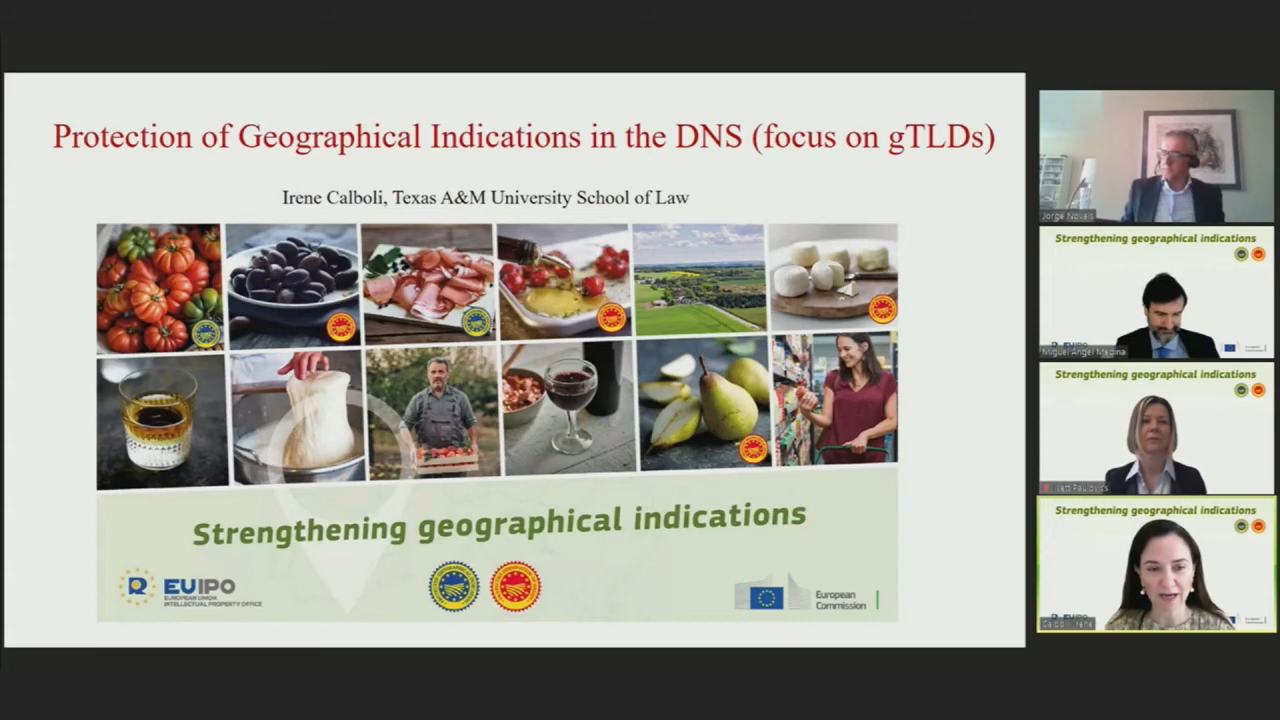 Protection of Geographical Indications in the DNS (focus on gTLDs)
Irene Calboli, Texas A&M University School of Law
Strengthening geographical indications
EUIPO
EUROPEAN UNION
INTELLECTUAL PROPERTY OFFICE
European
Commission
Jorge Novais
Strengthening geographical indications
Miguel Angel Medina
Strengthening geographical indications
Strengthening geographical indications